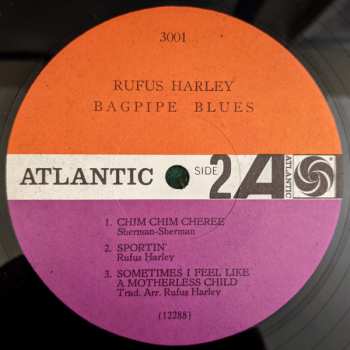 3001
RUFUS HARLEY
BAGPIPE BLUES
ATLANTIC SIDE 2 A ATLANTIC
1. CHIM CHIM CHEREE
Sherman-Sherman
2. SPORTIN'
Rufus Harley
3. SOMETIMES I FEEL LIKE
A MOTHERLESS CHILD
Trad. Arr. Rufus Harley
(12288)